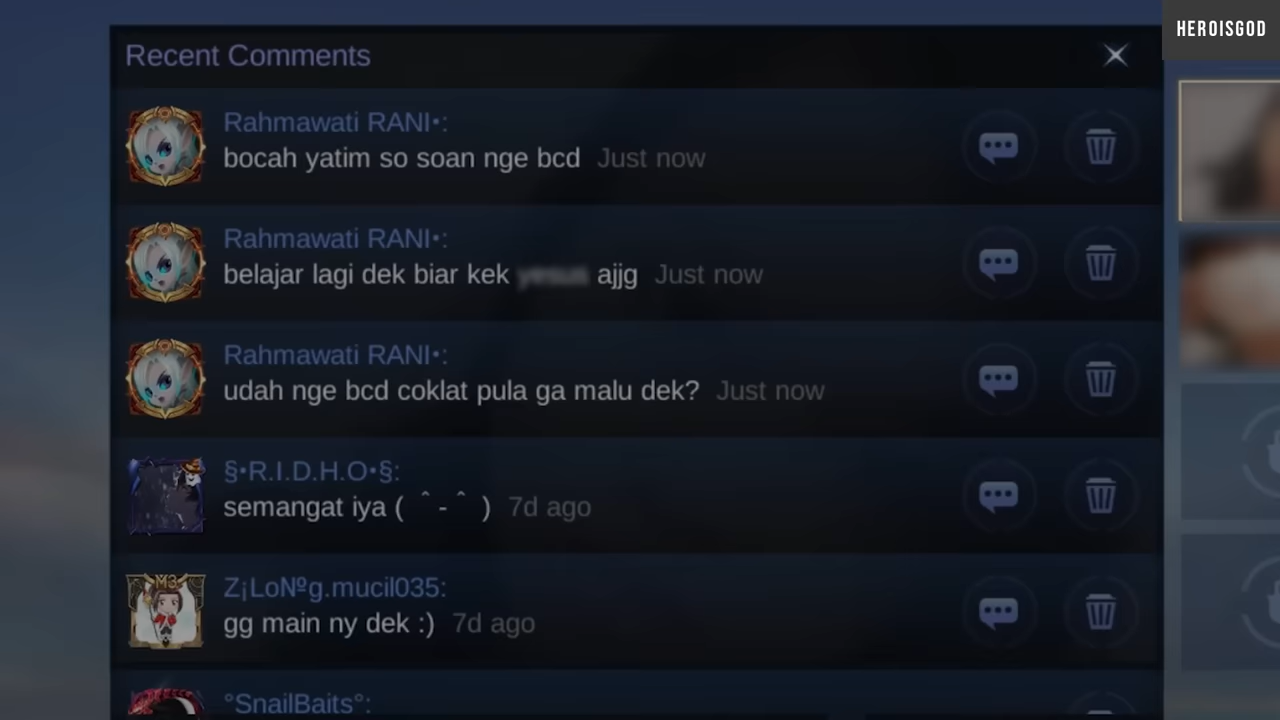 HEROISGOD
Recent Comments
Rahmawati RANI•:
bocah yatim so soan nge bcd Just now
Rahmawati RANI•:
belajar lagi dek biar kek ajjg Just now
Rahmawati RANI•:
udah nge bcd coklat pula ga malu dek? Just now
§•R.I.D.H.O•§:
semangat iya ( ˆ-ˆ ) 7d ago
M3
Z¡LoNºg.mucil035:
gg main ny dek :) 7d ago
°SnailBaits°: